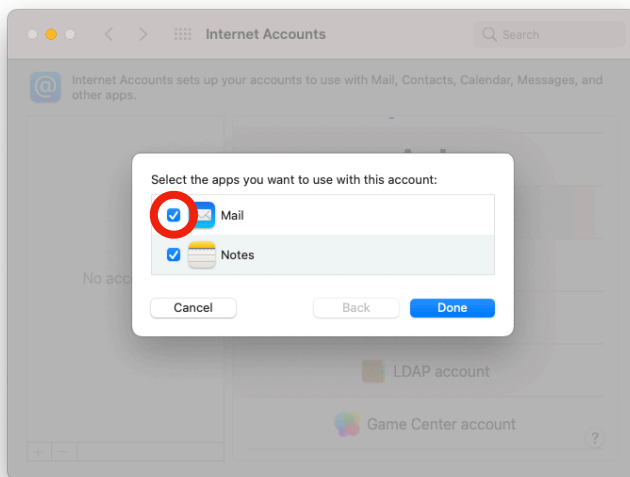 Internet Accounts
Search
Internet Accounts sets up your accounts to use with Mail, Contacts, Calendar, Messages, and
other apps.
Select the apps you want to use with this account:
Mail
Notes
No acc
Cancel
Back
Done
LDAP account
Game Center account
?